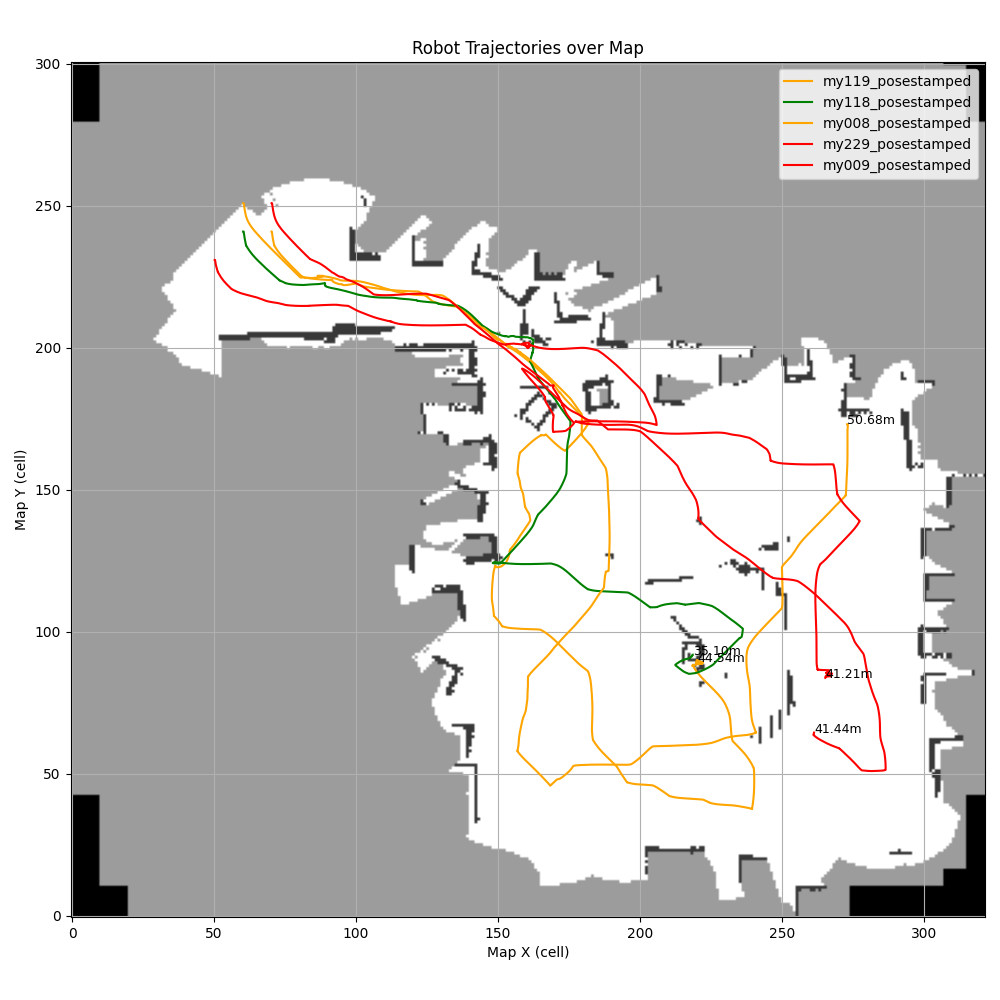 Robot Trajectories over Map
my119_posestamped
my118_posestamped
my008_posestamped
my229_posestamped
my009_posestamped
300
250
200
150
100
50
0
Map Y (cell)
50.68m
35.10m
44.54m
41.21m
41.44m
0
50
100
150
200
250
300
Map X (cell)